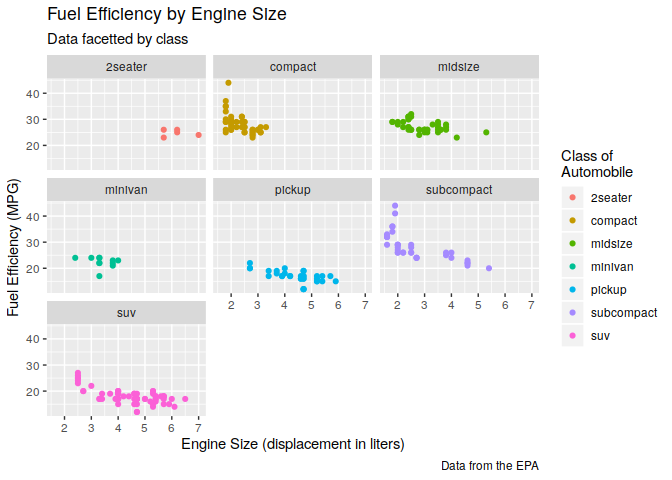 Fuel Efficiency by Engine Size
Data facetted by class
2seater
compact
midsize
40
30
20
minivan
pickup
subcompact
40
30
20
2 3 4 5 6 7
2 3 4 5 6 7
suv
40
30
20
2 3 4 5 6 7
Fuel Efficiency (MPG)
Engine Size (displacement in liters)
Class of
Automobile
2seater
compact
midsize
minivan
pickup
subcompact
suv
Data from the EPA